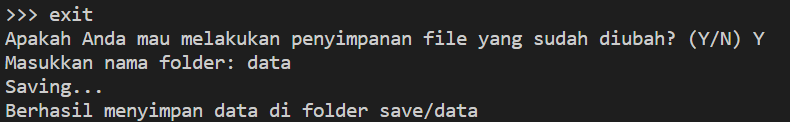 >>> exit
Apakah Anda mau melakukan penyimpanan file yang sudah diubah? (Y/N) Y
Masukkan nama folder: data
Saving...
Berhasil menyimpan data di folder save/data